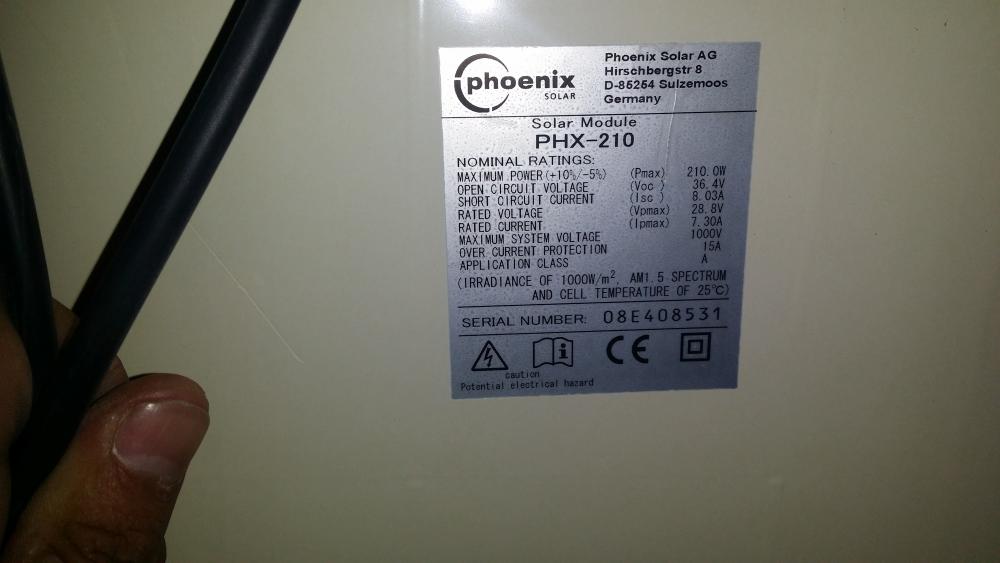 phoenix
SOLAR
Phoenix Solar AG
Hirschbergstr 8
D-85254 Sulzemoos
Germany
Solar Module
PHX-210
NOMINAL RATINGS:
MAXIMUM POWER (+10%/-5%) (Pmax) 210.0W
OPEN CIRCUIT VOLTAGE (Voc) 36.4V
SHORT CIRCUIT CURRENT (Isc) 8.03A
RATED VOLTAGE (Vpmax) 28.8V
RATED CURRENT (Ipmax) 7.30A
MAXIMUM SYSTEM VOLTAGE 1000V
OVER CURRENT PROTECTION 15A
APPLICATION CLASS A
(IRRADIANCE OF 1000W/m², AM1.5 SPECTRUM
AND CELL TEMPERATURE OF 25℃)
SERIAL NUMBER: 08E408531
CE
caution
Potential electrical hazard